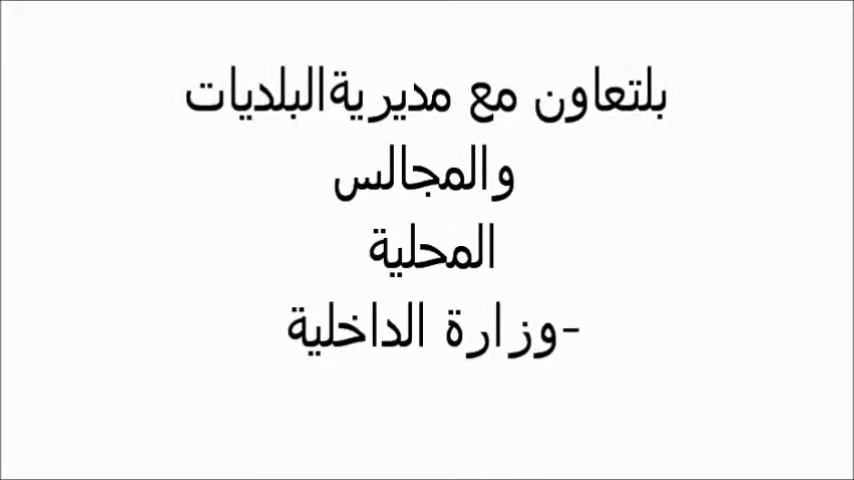 بلتعاون مع مديريةالبلديات
والمجالس
المحلية
-وزارة الداخلية